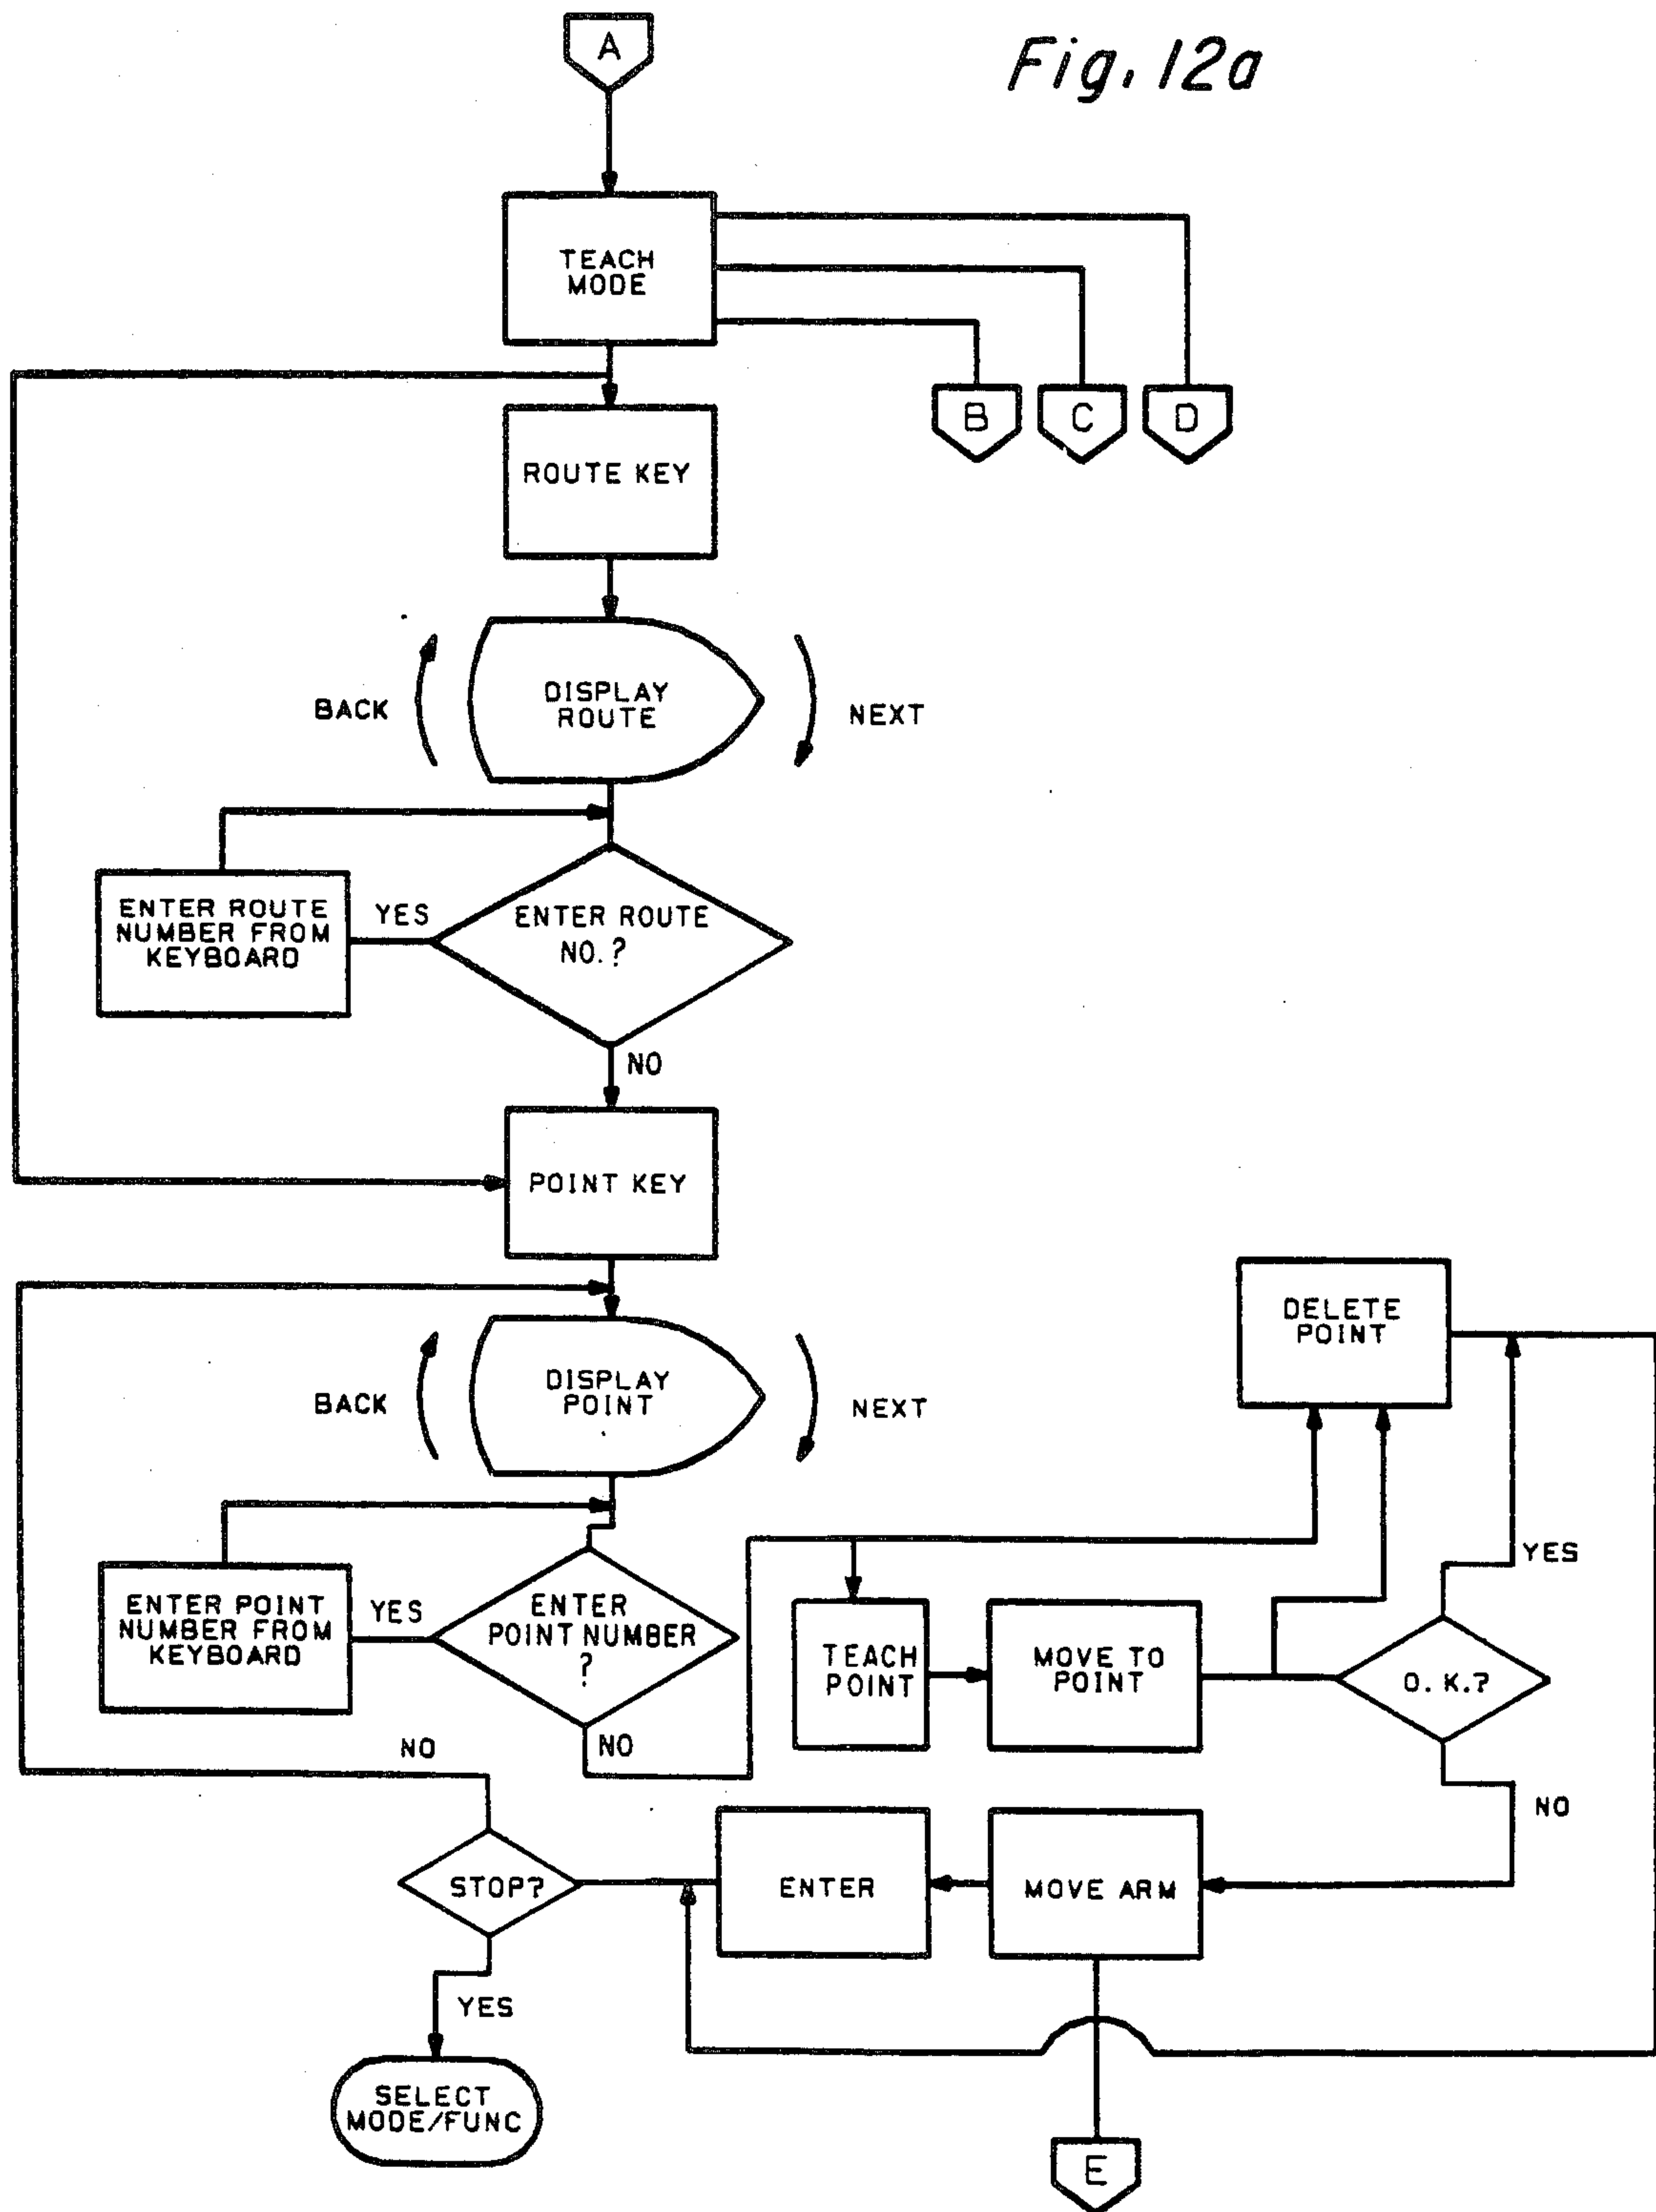 A
Fig. 12a
TEACH
MODE
B
C
D
ROUTE KEY
DISPLAY
ROUTE
BACK
NEXT
ENTER ROUTE
NUMBER FROM
KEYBOARD
YES
ENTER ROUTE
NO.?
NO
POINT KEY
DISPLAY
POINT
BACK
NEXT
DELETE
POINT
ENTER POINT
NUMBER FROM
KEYBOARD
YES
ENTER
POINT NUMBER
?
NO
TEACH
POINT
MOVE TO
POINT
O. K.?
YES
NO
NO
STOP?
ENTER
MOVE ARM
YES
SELECT
MODE/FUNC
E